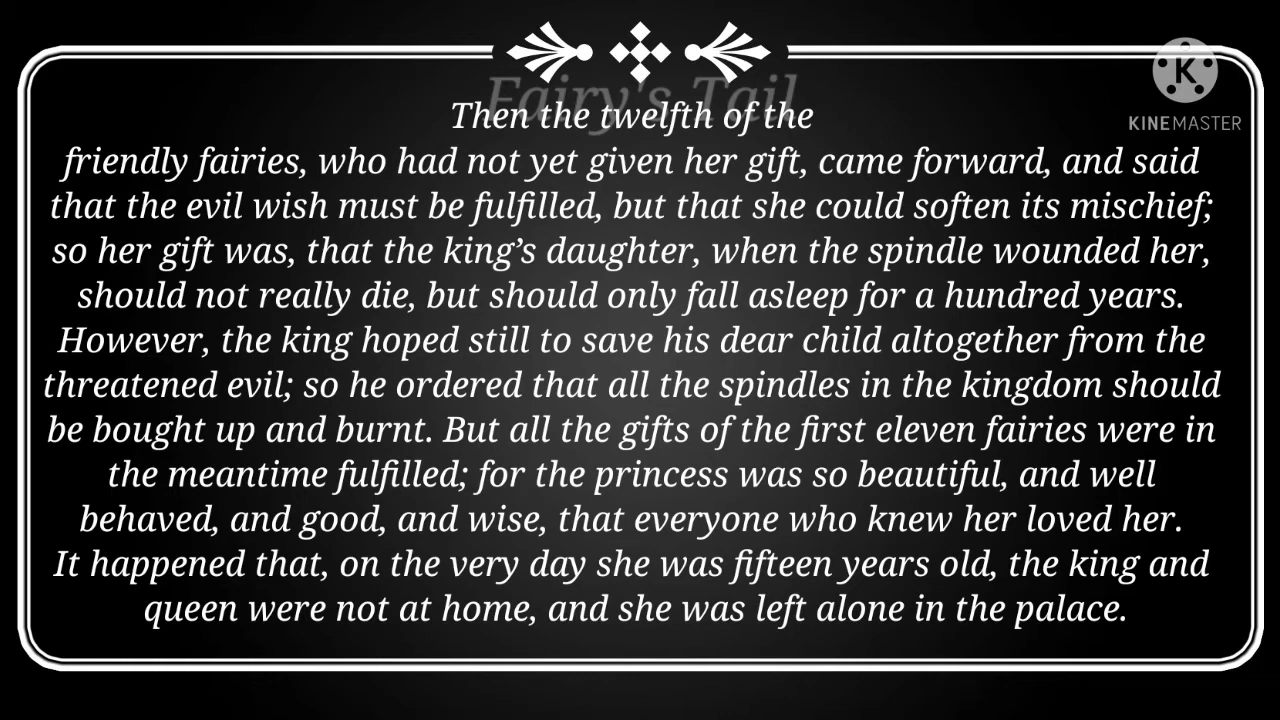 Fairy's Tail
Then the twelfth of the
friendly fairies, who had not yet given her gift, came forward, and said
that the evil wish must be fulfilled, but that she could soften its mischief;
so her gift was, that the king’s daughter, when the spindle wounded her,
should not really die, but should only fall asleep for a hundred years.
However, the king hoped still to save his dear child altogether from the
threatened evil; so he ordered that all the spindles in the kingdom should
be bought up and burnt. But all the gifts of the first eleven fairies were in
the meantime fulfilled; for the princess was so beautiful, and well
behaved, and good, and wise, that everyone who knew her loved her.
It happened that, on the very day she was fifteen years old, the king and
queen were not at home, and she was left alone in the palace.
K
KINEMASTER